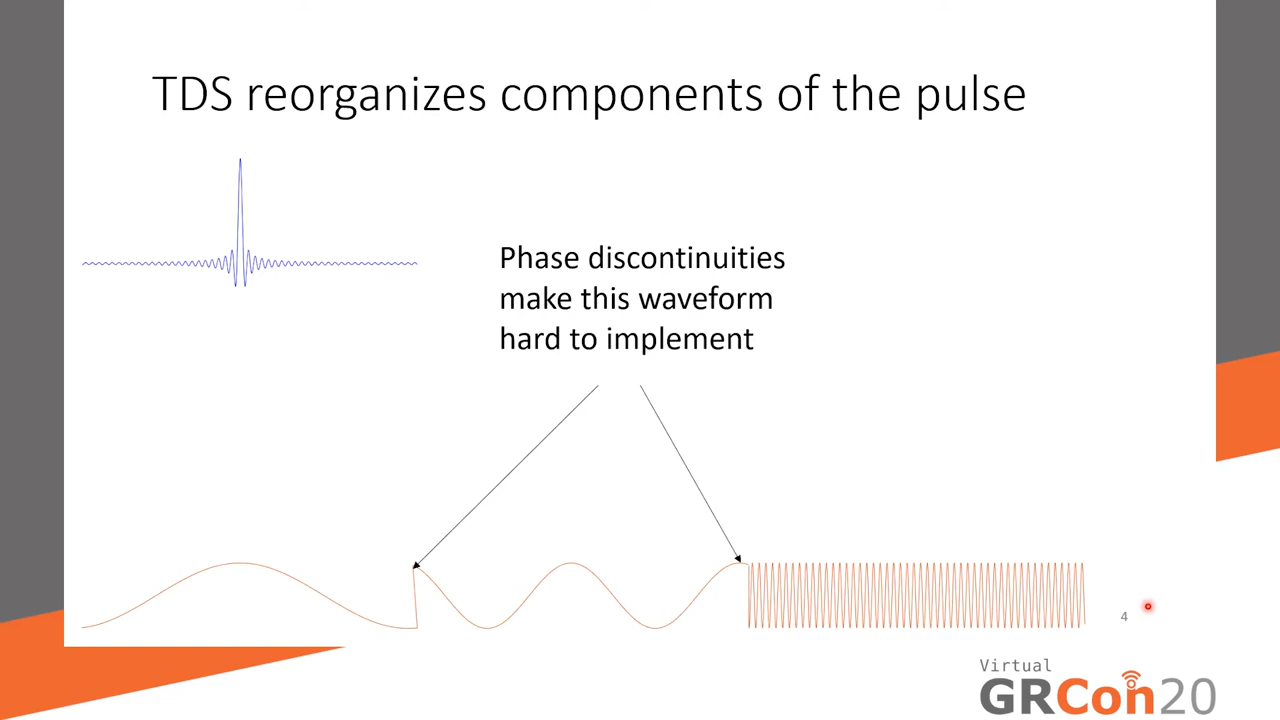 TDS reorganizes components of the pulse
Phase discontinuities
make this waveform
hard to implement
4
Virtual
GRCon20